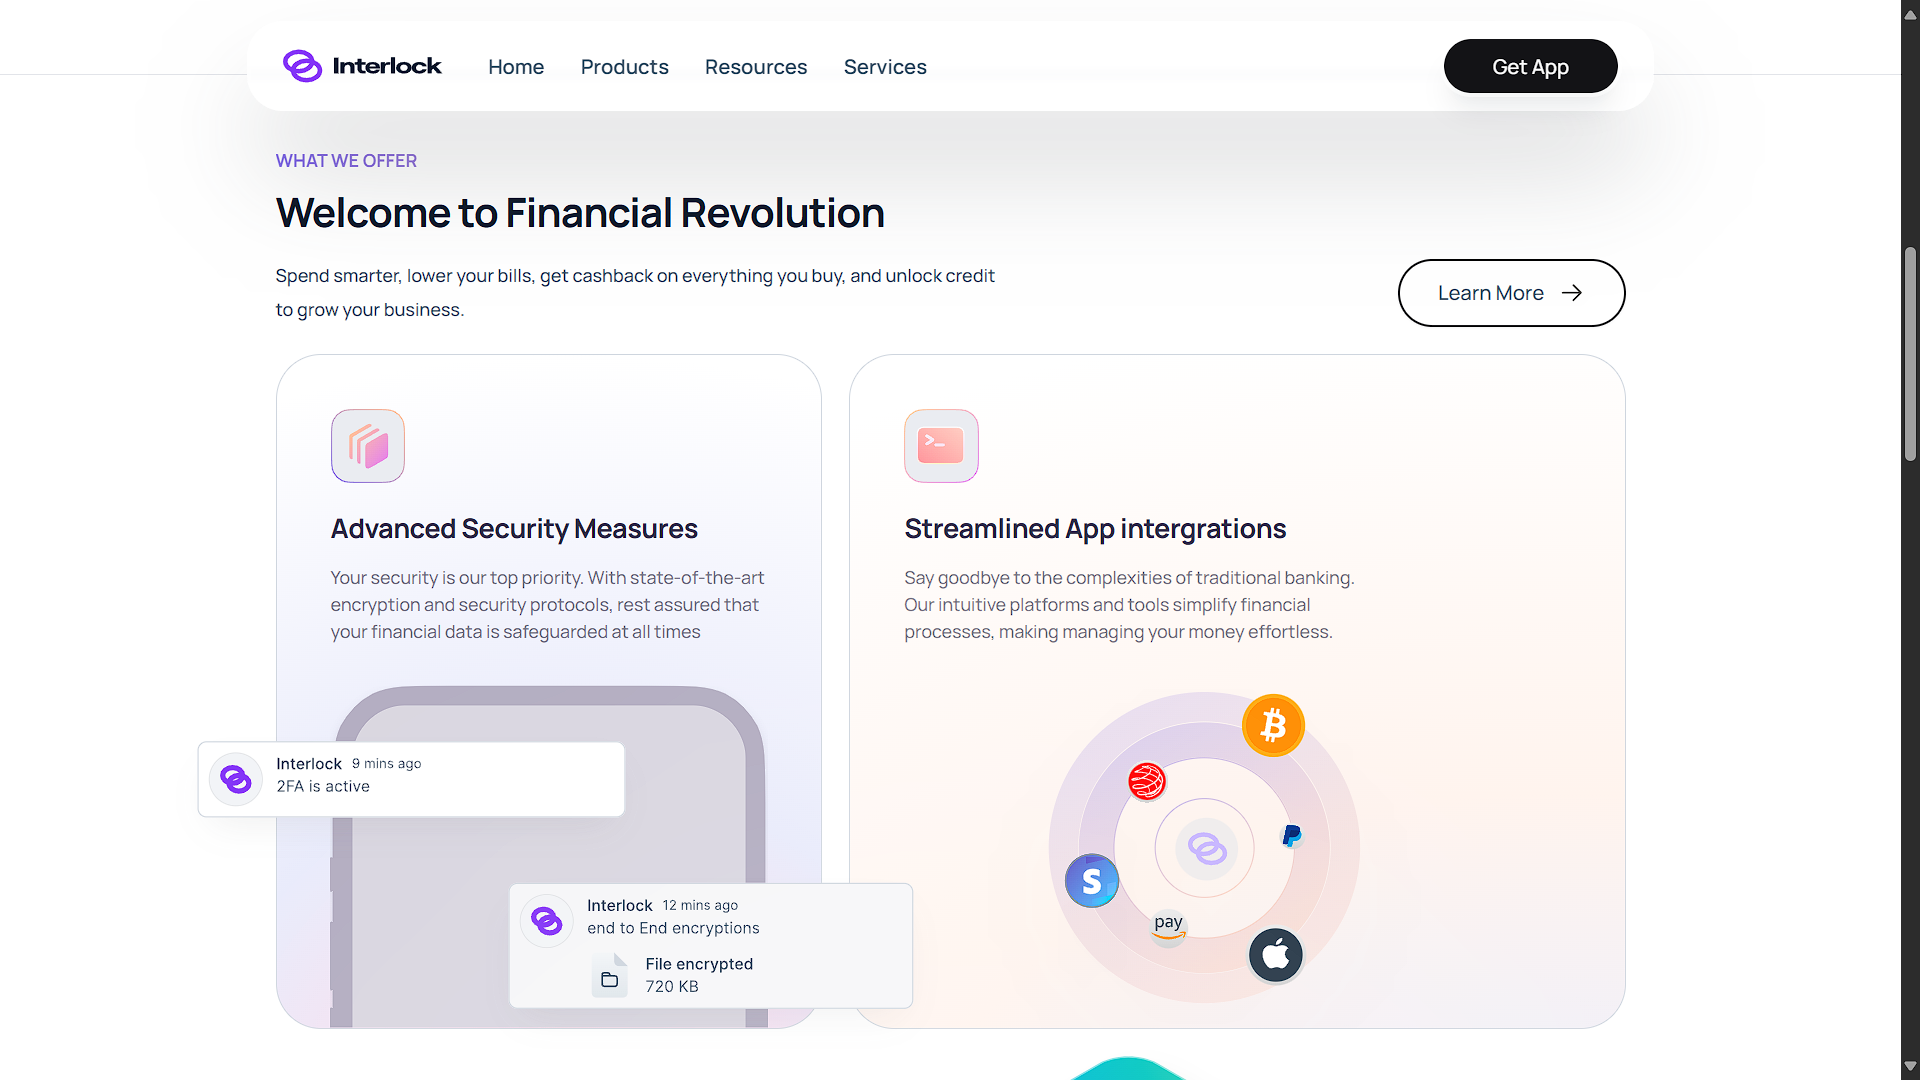 Interlock
Home
Products
Resources
Services
Get App
WHAT WE OFFER
Welcome to Financial Revolution
Spend smarter, lower your bills, get cashback on everything you buy, and unlock credit
to grow your business.
Learn More
Advanced Security Measures
Your security is our top priority. With state-of-the-art
encryption and security protocols, rest assured that
your financial data is safeguarded at all times
Interlock 9 mins ago
2FA is active
Interlock 12 mins ago
end to End encryptions
File encrypted
720 KB
Streamlined App intergrations
Say goodbye to the complexities of traditional banking.
Our intuitive platforms and tools simplify financial
processes, making managing your money effortless.
S
pay